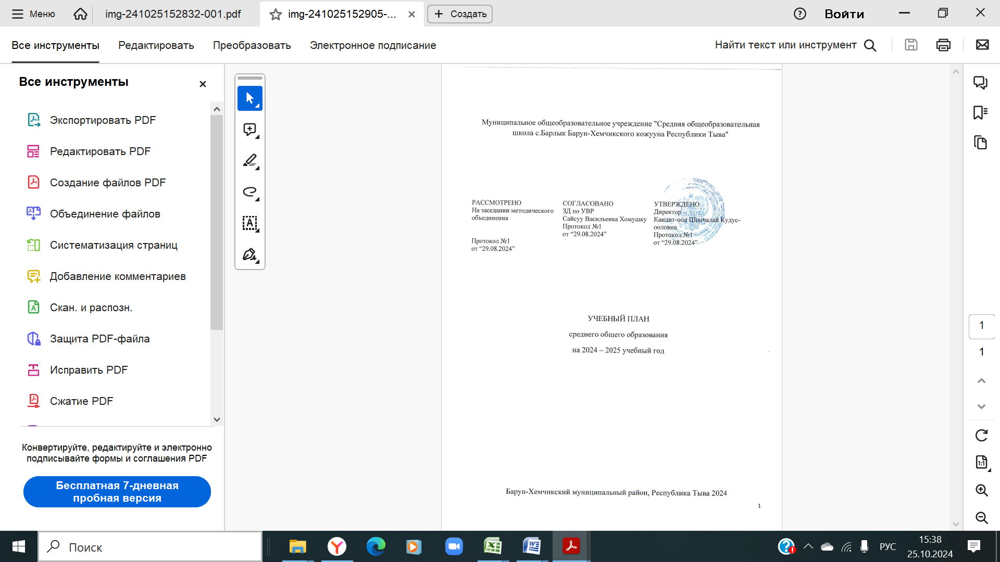 Меню
img-241025152832-001.pdf
img-241025152905-...
Создать
Войти
Все инструменты
Редактировать
Преобразовать
Электронное подписание
Найти текст или инструмент
Все инструменты
Экспортировать PDF
Редактировать PDF
Создание файлов PDF
Объединение файлов
Систематизация страниц
Добавление комментариев
Скан. и распозн.
Защита PDF-файла
Исправить PDF
Сжатие PDF
Конвертируйте, редактируйте и электронно
подписывайте формы и соглашения PDF
Бесплатная 7-дневная
пробная версия
Муниципальное общеобразовательное учреждение "Средняя общеобразовательная
школа с.Барлык Барун-Хемчикского кожууна Республики Тыва"
РАССМОТРЕНО
На заседании методического
объединения
Протокол №1
от “29.08.2024”
СОГЛАСОВАНО
ЗД по УВР
Сайсуу Васильевна Хомушку
Протокол №1
от “29.08.2024”
УТВЕРЖДЕНО
Директор
Кандит-оол Шончалай Кудус-
ооловна
Протокол №1
от “29.08.2024”
УЧЕБНЫЙ ПЛАН
среднего общего образования
на 2024 – 2025 учебный год
Барун-Хемчикский муниципальный район, Республика Тыва 2024
1
1
1
1:1
Поиск
РУС
15:38
25.10.2024